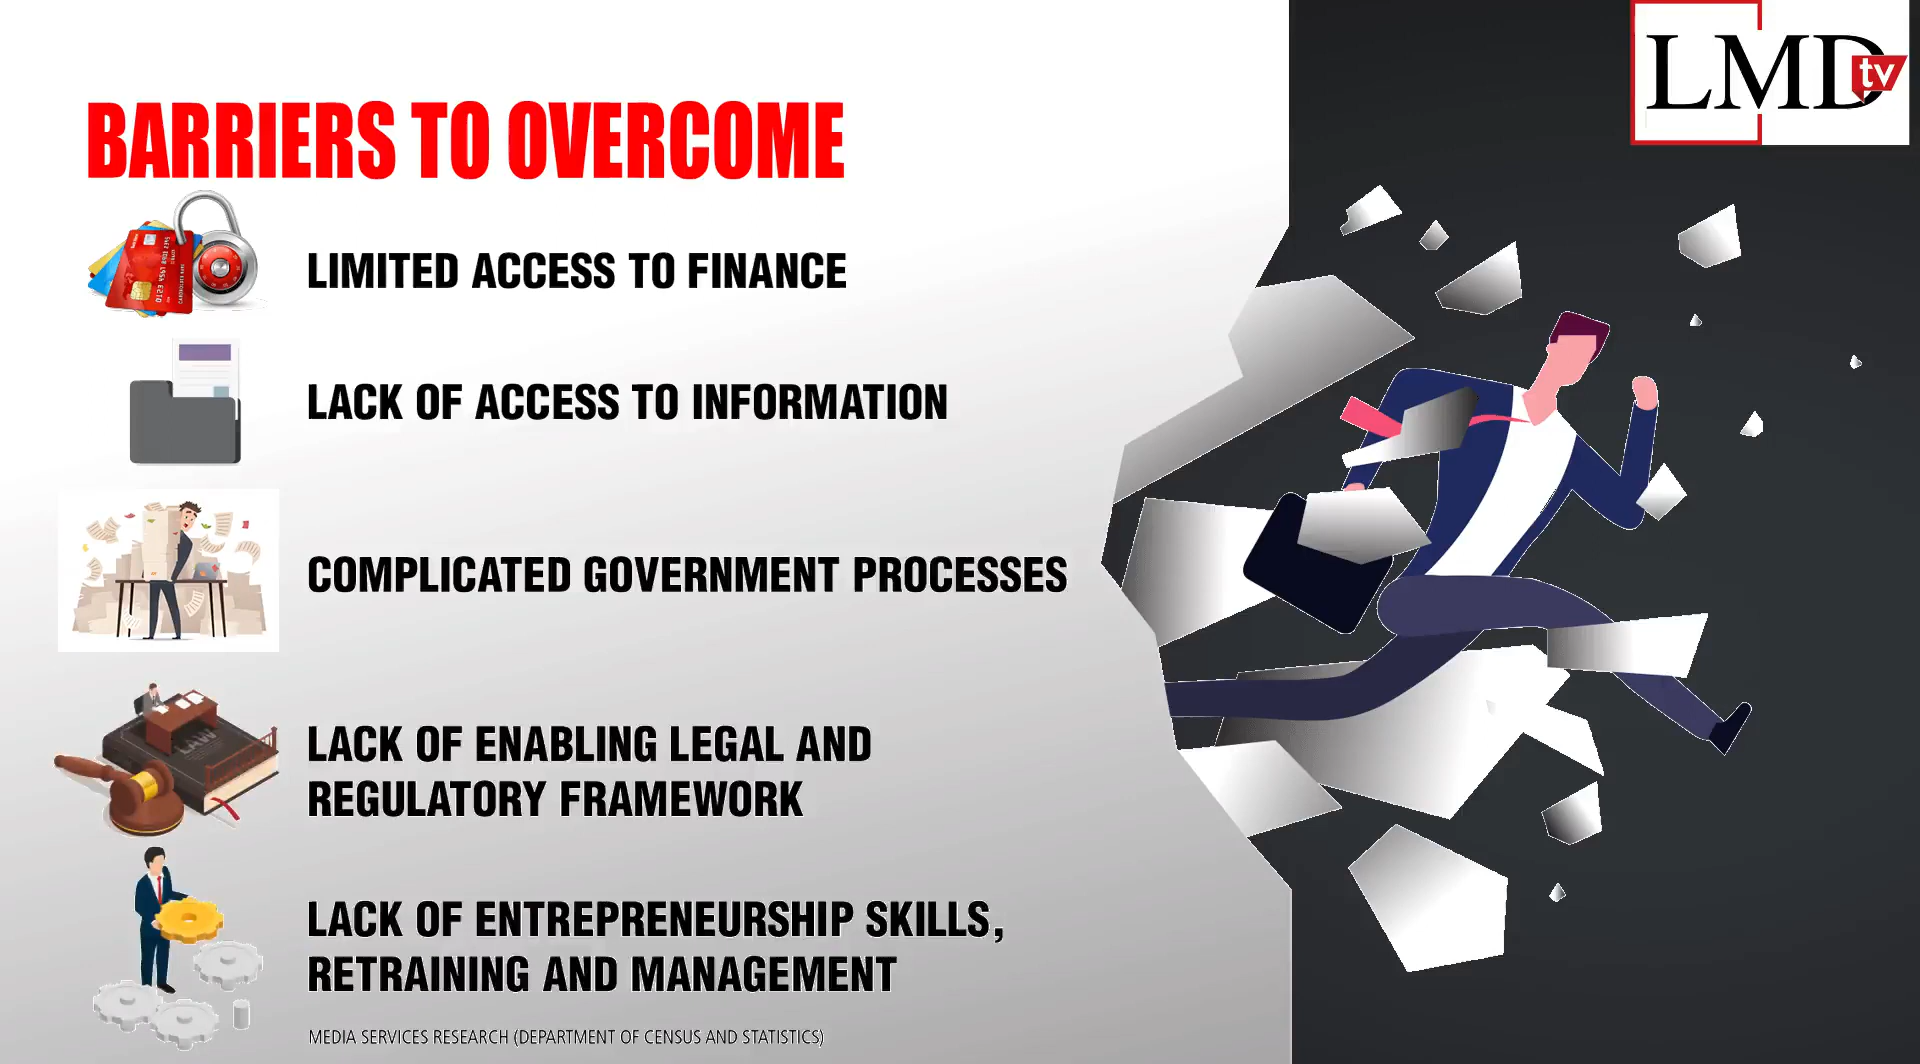 LMD tv
BARRIERS TO OVERCOME
LIMITED ACCESS TO FINANCE
LACK OF ACCESS TO INFORMATION
COMPLICATED GOVERNMENT PROCESSES
LAW
LACK OF ENABLING LEGAL AND
REGULATORY FRAMEWORK
LACK OF ENTREPRENEURSHIP SKILLS,
RETRAINING AND MANAGEMENT
MEDIA SERVICES RESEARCH (DEPARTMENT OF CENSUS AND STATISTICS)